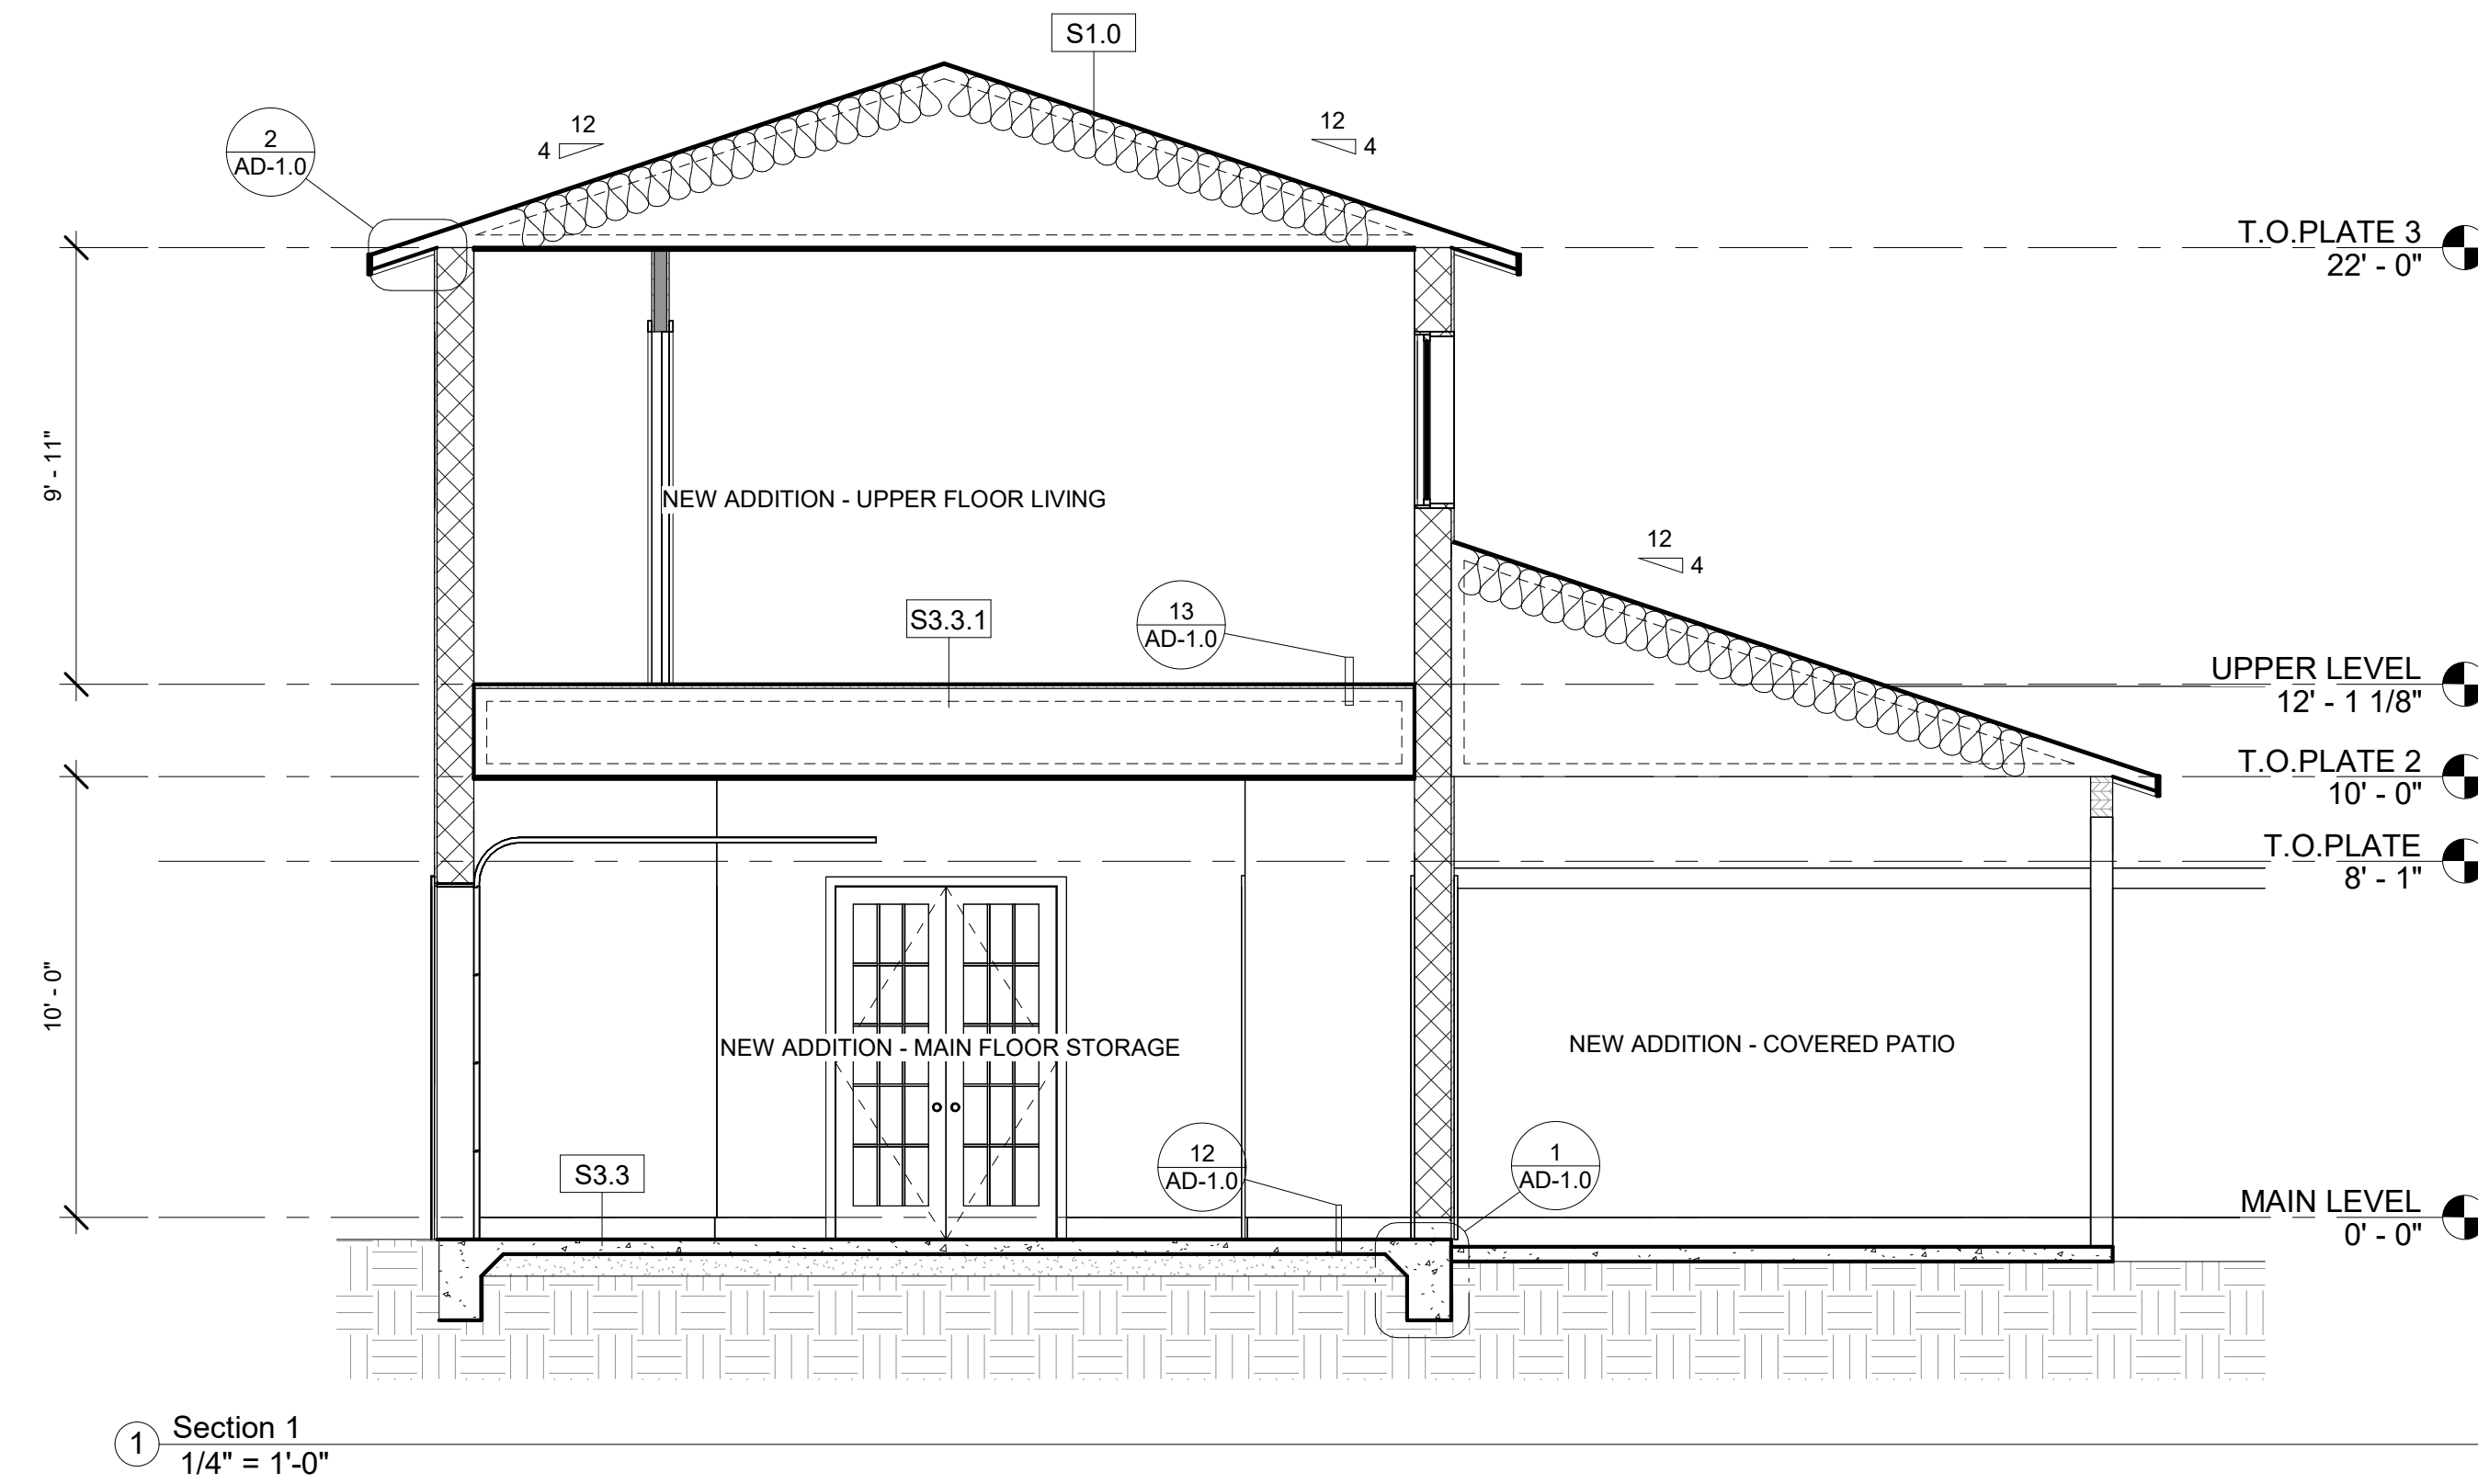 S1.0
2
AD-1.0
12
4
12
4
T.O.PLATE 3
22' - 0"
9' - 11"
NEW ADDITION - UPPER FLOOR LIVING
12
4
S3.3.1
13
AD-1.0
UPPER LEVEL
12' - 1 1/8"
T.O.PLATE 2
10' - 0"
T.O.PLATE
8' - 1"
10' - 0"
NEW ADDITION - MAIN FLOOR STORAGE
NEW ADDITION - COVERED PATIO
S3.3
12
AD-1.0
1
AD-1.0
MAIN LEVEL
0' - 0"
1
Section 1
1/4" = 1'-0"